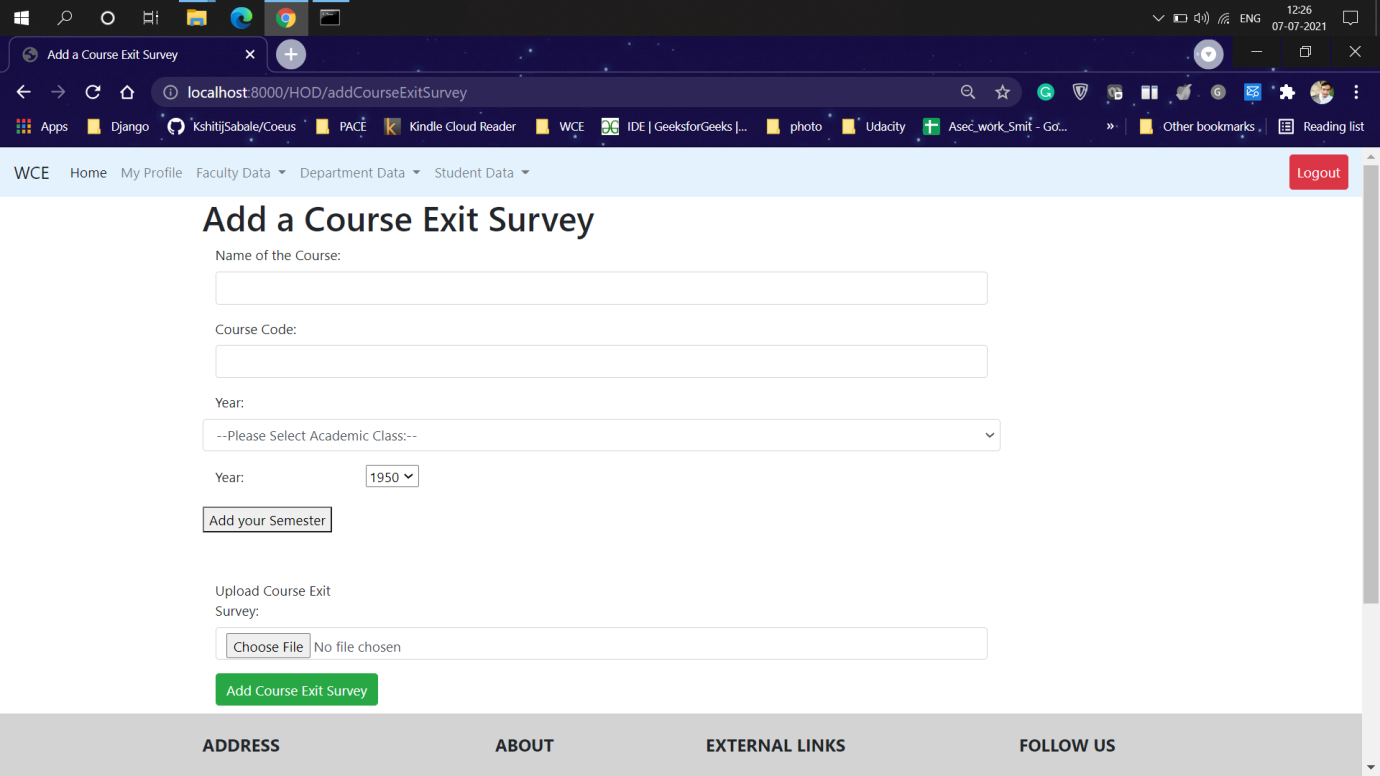 ENG
12:26
07-07-2021
Add a Course Exit Survey
localhost:8000/HOD/addCourseExitSurvey
Apps Django KshitijSabale/Coeus PACE Kindle Cloud Reader WCE IDE | GeeksforGeeks |... photo Udacity Asec_work_Smit - Go... » Other bookmarks Reading list
WCE Home My Profile Faculty Data Department Data Student Data Logout
Add a Course Exit Survey
Name of the Course:
Course Code:
Year:
--Please Select Academic Class:--
Year: 1950
Add your Semester
Upload Course Exit
Survey:
Choose File No file chosen
Add Course Exit Survey
ADDRESS ABOUT EXTERNAL LINKS FOLLOW US